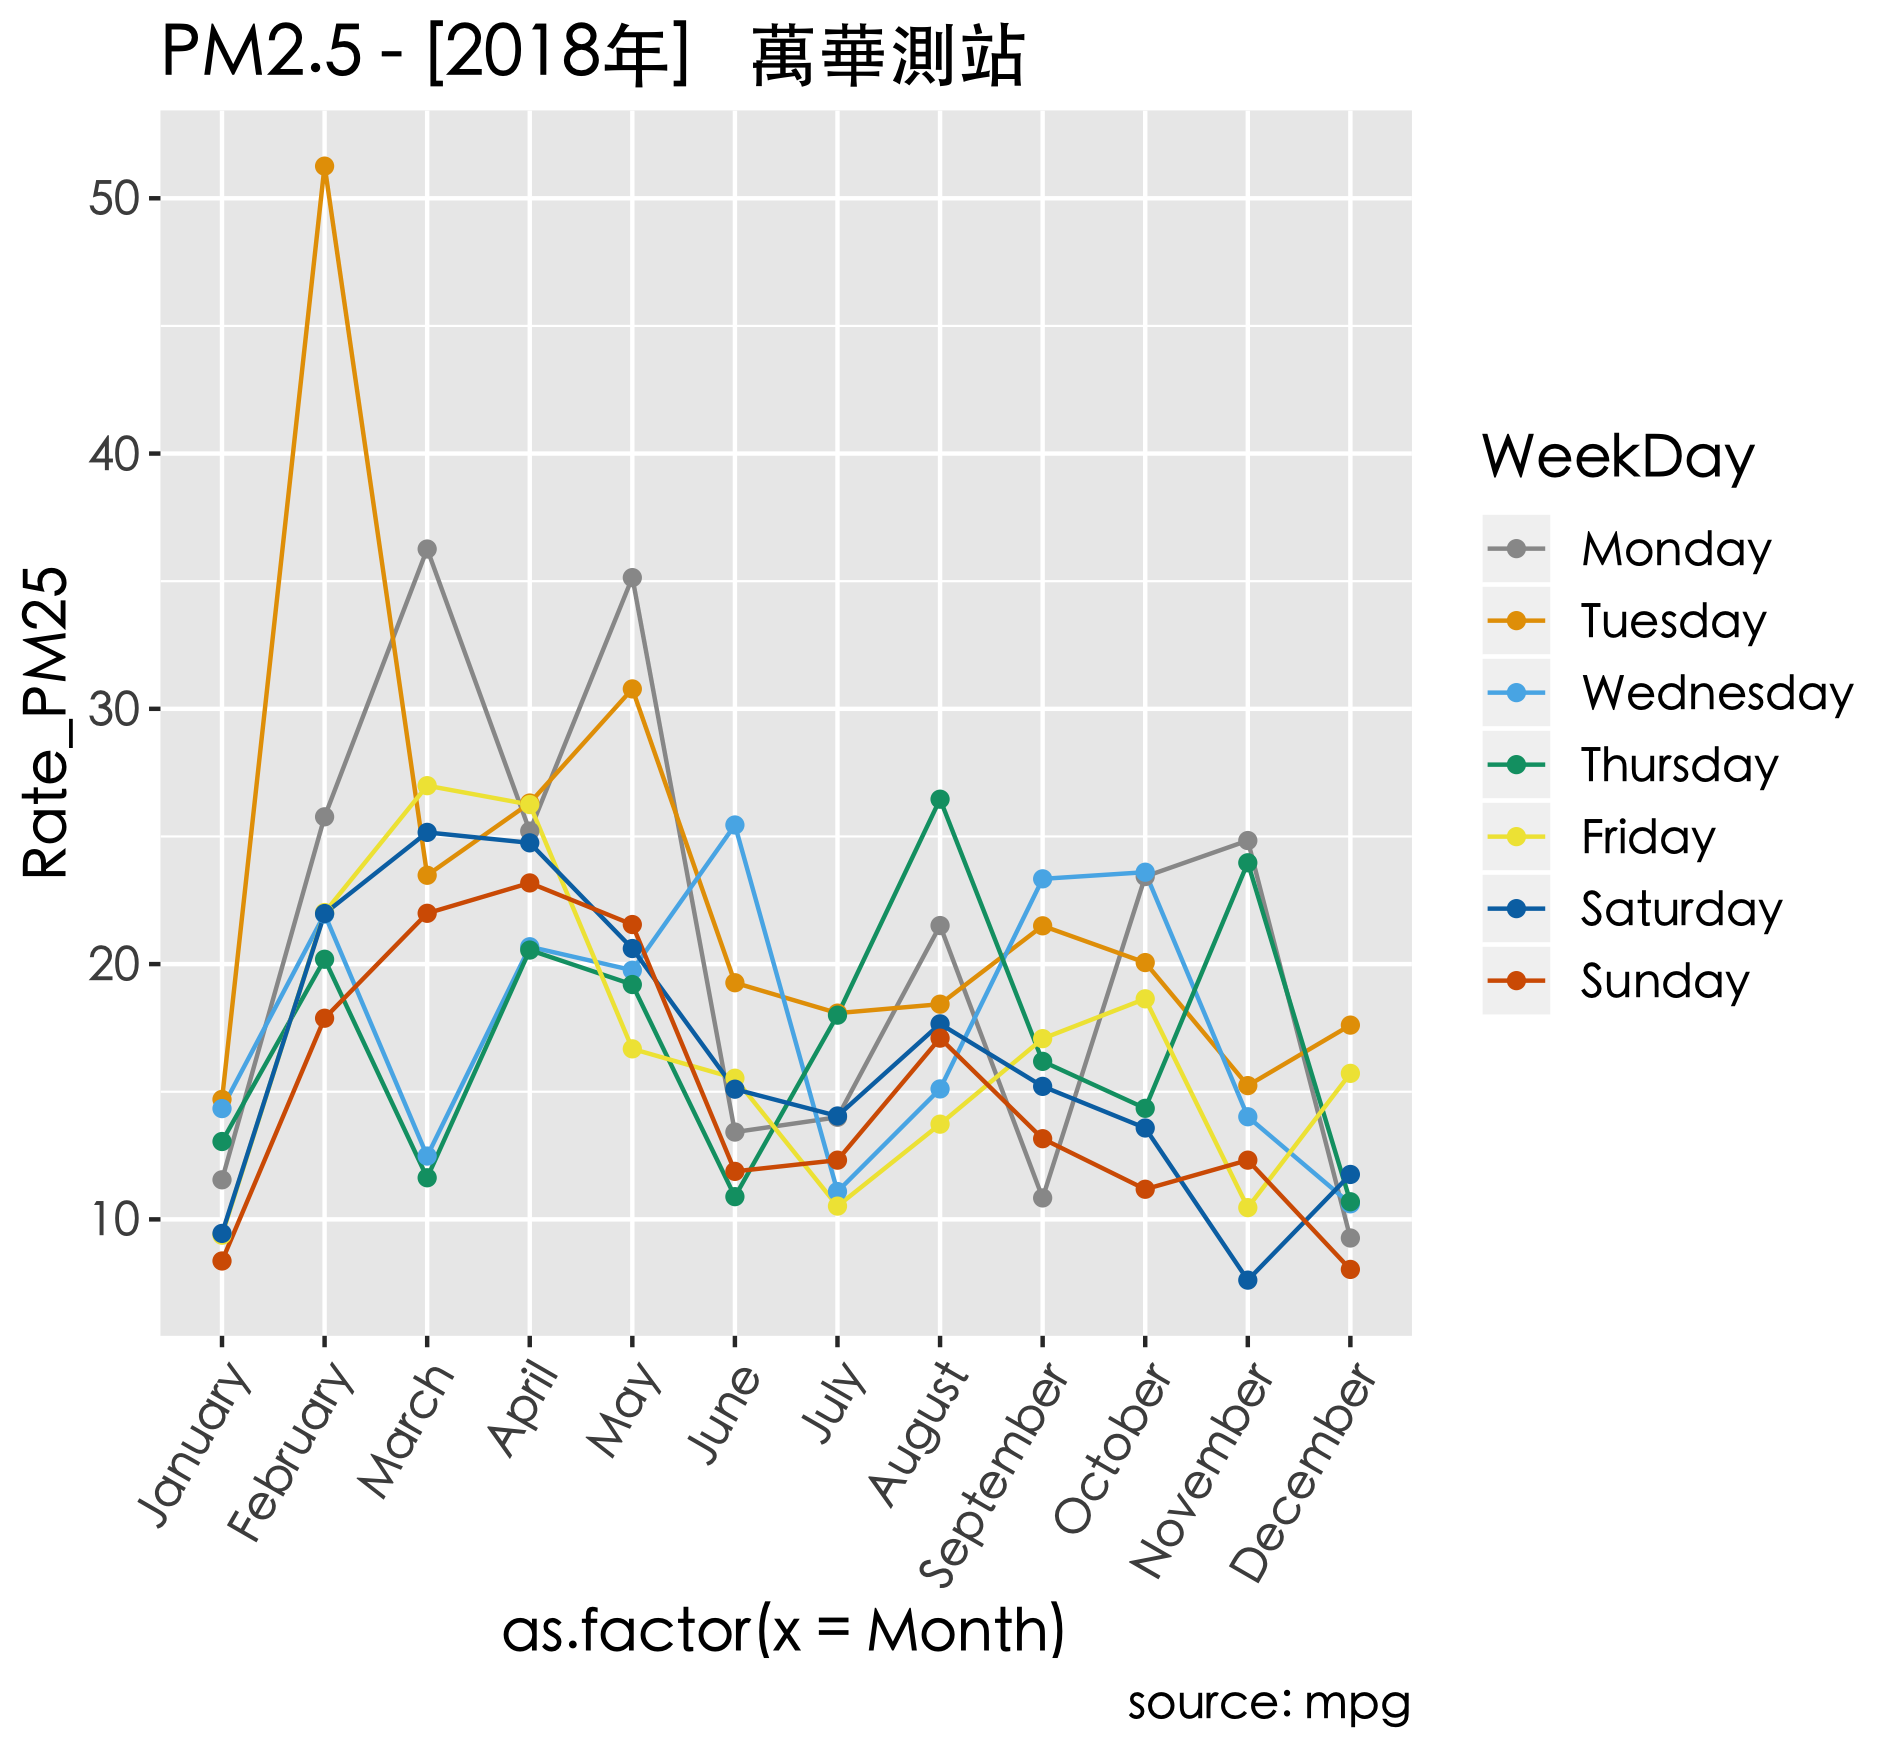 PM2.5 - [2018年] 萬華測站
Rate_PM25
50
40
30
20
10
January
February
March
April
May
June
July
August
September
October
November
December
as.factor(x = Month)
source: mpg
WeekDay
Monday
Tuesday
Wednesday
Thursday
Friday
Saturday
Sunday